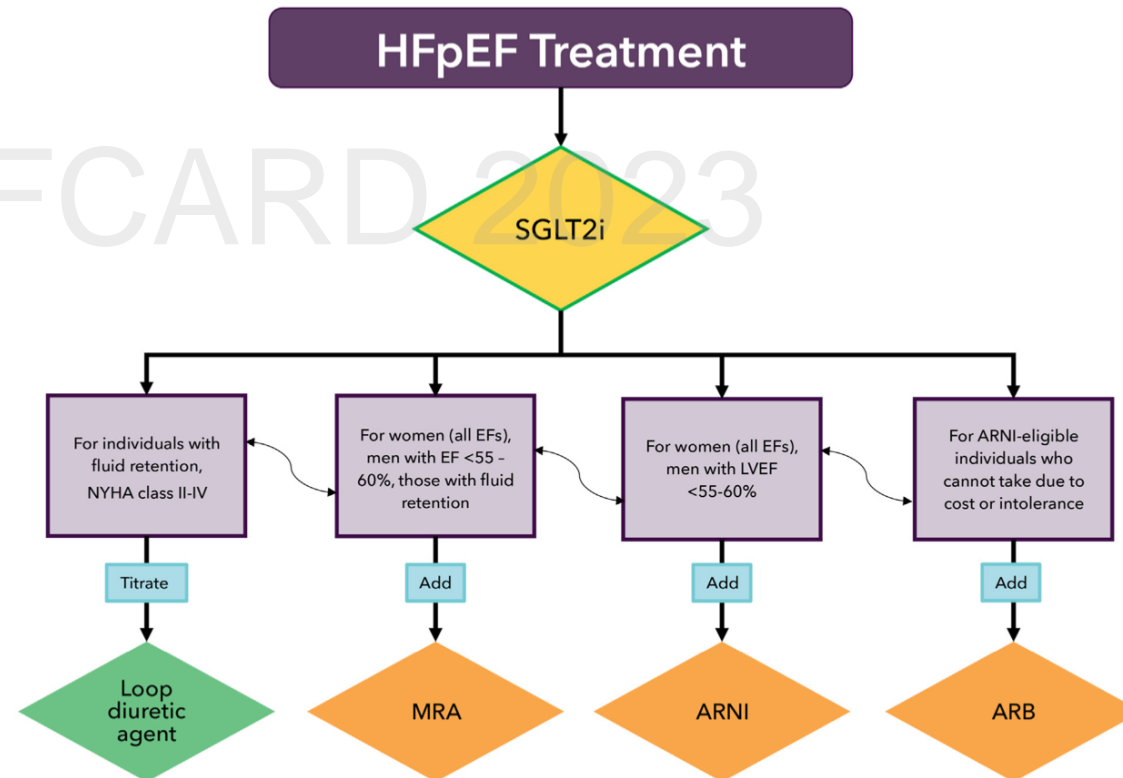 HFpEF Treatment
FCARD 2023
SGLT2i
For individuals with
fluid retention,
NYHA class II-IV
For women (all EFs),
men with EF <55 –
60%, those with fluid
retention
For women (all EFs),
men with LVEF
<55-60%
For ARNI-eligible
individuals who
cannot take due to
cost or intolerance
Titrate
Add
Add
Add
Loop
diuretic
agent
MRA
ARNI
ARB